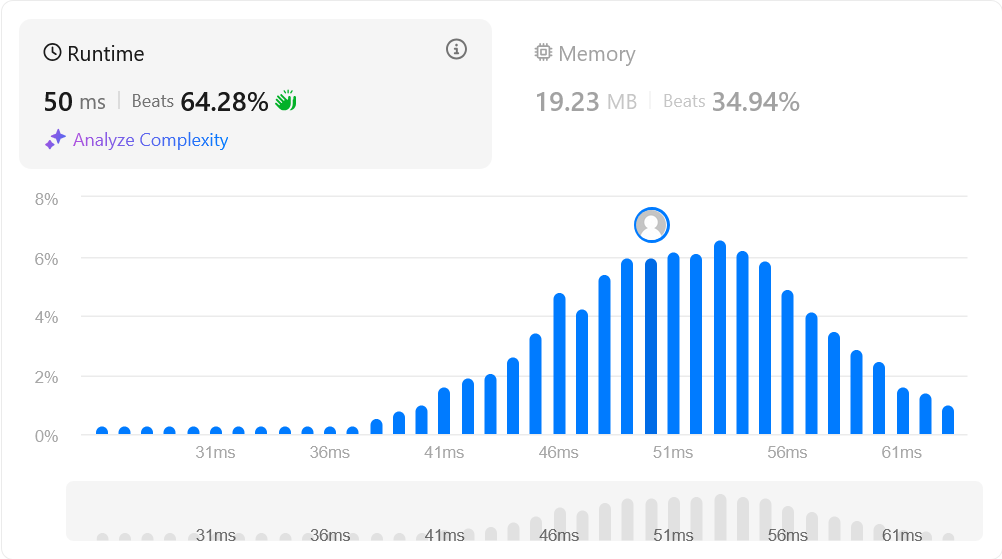 Runtime
50 ms Beats 64.28%
Analyze Complexity
Memory
19.23 MB Beats 34.94%
8%
6%
4%
2%
0%
31ms 36ms 41ms 46ms 51ms 56ms 61ms
31ms 36ms 41ms 46ms 51ms 56ms 61ms